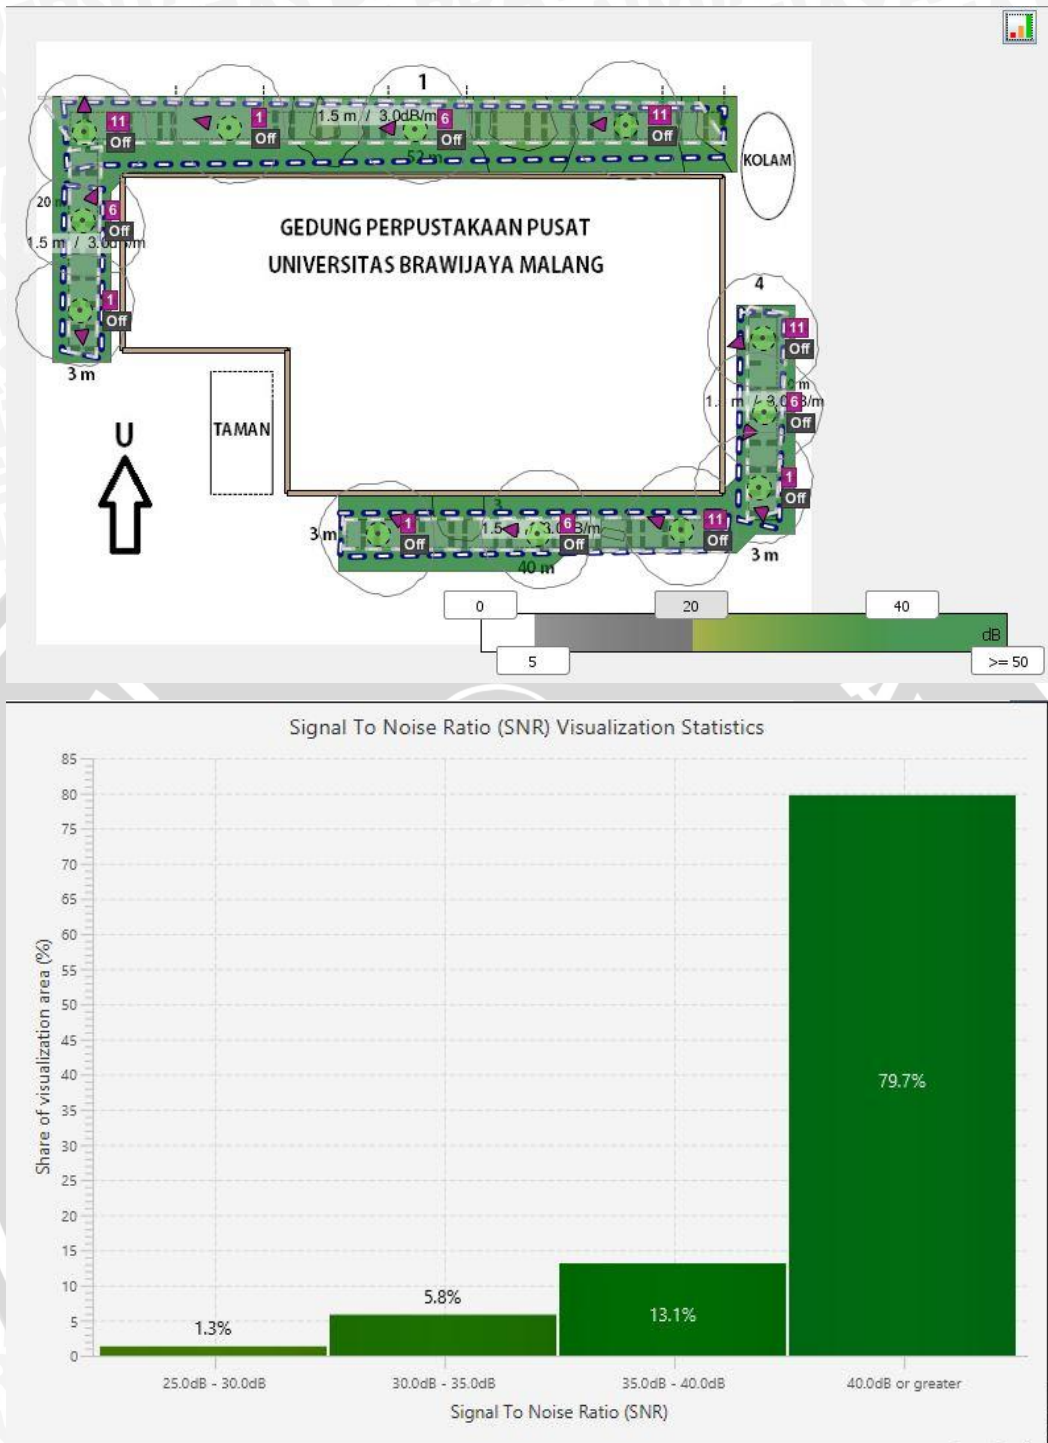 1
11
Off
1
Off
1.5 m / 3.0dB/m
6
Off
11
Off
52 m
KOLAM
20
6
Off
1.5 m / 3.0dB/m
1
Off
3 m
GEDUNG PERPUSTAKAAN PUSAT
UNIVERSITAS BRAWIJAYA MALANG
4
11
Off
6
Off
1
Off
3 m
U
TAMAN
3 m
1
Off
3
6
Off
11
Off
40 m
0
20
40
dB
5
>= 50
Signal To Noise Ratio (SNR) Visualization Statistics
Share of visualization area (%)
85
80
75
70
65
60
55
50
45
40
35
30
25
20
15
10
5
0
1.3%
5.8%
13.1%
79.7%
25.0dB - 30.0dB
30.0dB - 35.0dB
35.0dB - 40.0dB
40.0dB or greater
Signal To Noise Ratio (SNR)